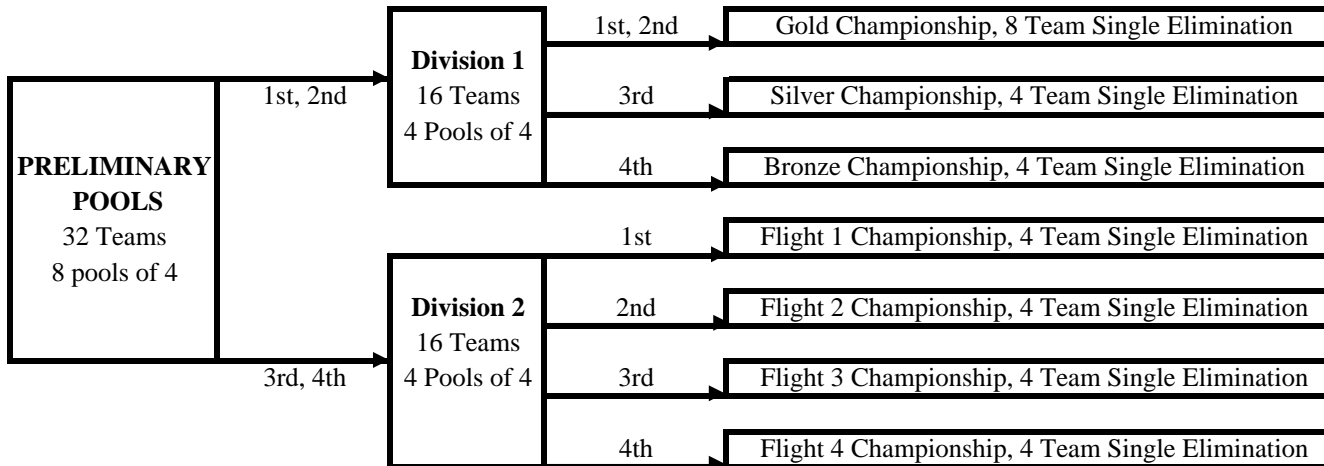 PRELIMINARY
POOLS
32 Teams
8 pools of 4
1st, 2nd
3rd, 4th
Division 1
16 Teams
4 Pools of 4
1st, 2nd
Gold Championship, 8 Team Single Elimination
3rd
Silver Championship, 4 Team Single Elimination
4th
Bronze Championship, 4 Team Single Elimination
Division 2
16 Teams
4 Pools of 4
1st
Flight 1 Championship, 4 Team Single Elimination
2nd
Flight 2 Championship, 4 Team Single Elimination
3rd
Flight 3 Championship, 4 Team Single Elimination
4th
Flight 4 Championship, 4 Team Single Elimination